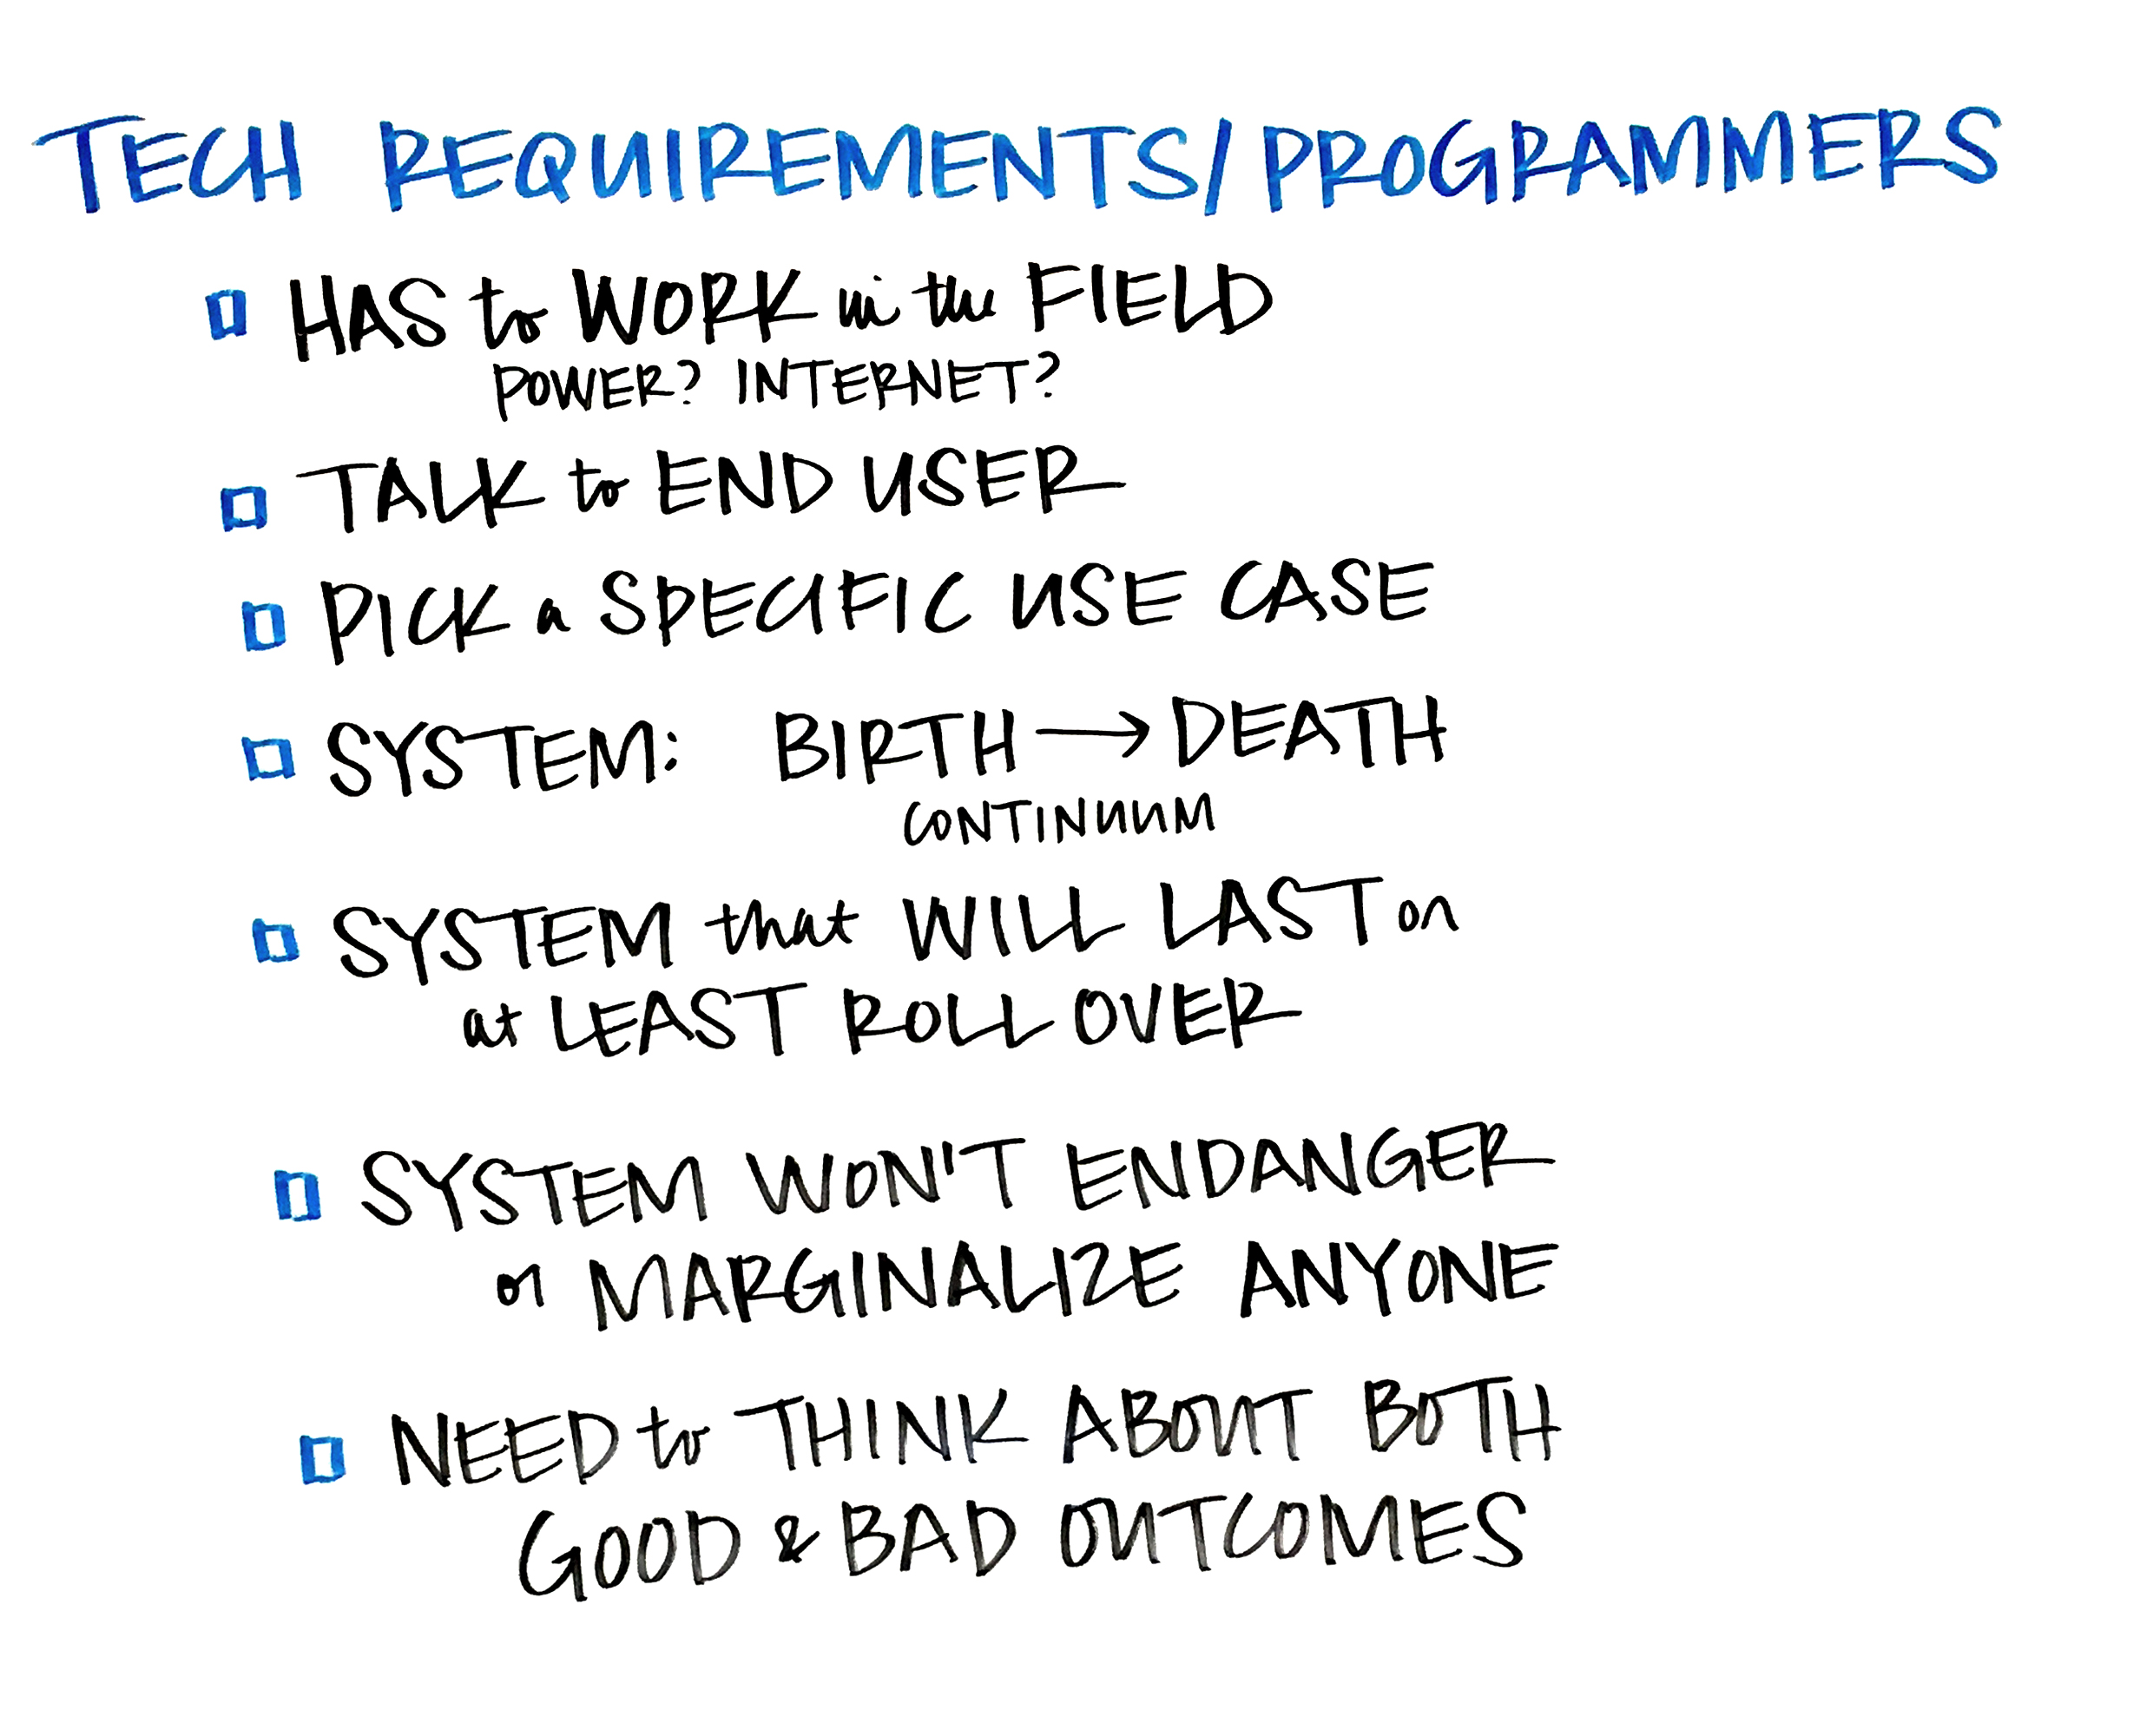 TECH REQUIREMENTS/PROGRAMMERS
HAS to WORK in the FIELD
POWER? INTERNET?
TALK to END USER
PICK a SPECIFIC USE CASE
SYSTEM: BIRTH → DEATH
CONTINUUM
SYSTEM that WILL LAST or
at LEAST ROLL OVER
SYSTEM WON'T ENDANGER
or MARGINALIZE ANYONE
NEED to THINK ABOUT BOTH
GOOD & BAD OUTCOMES